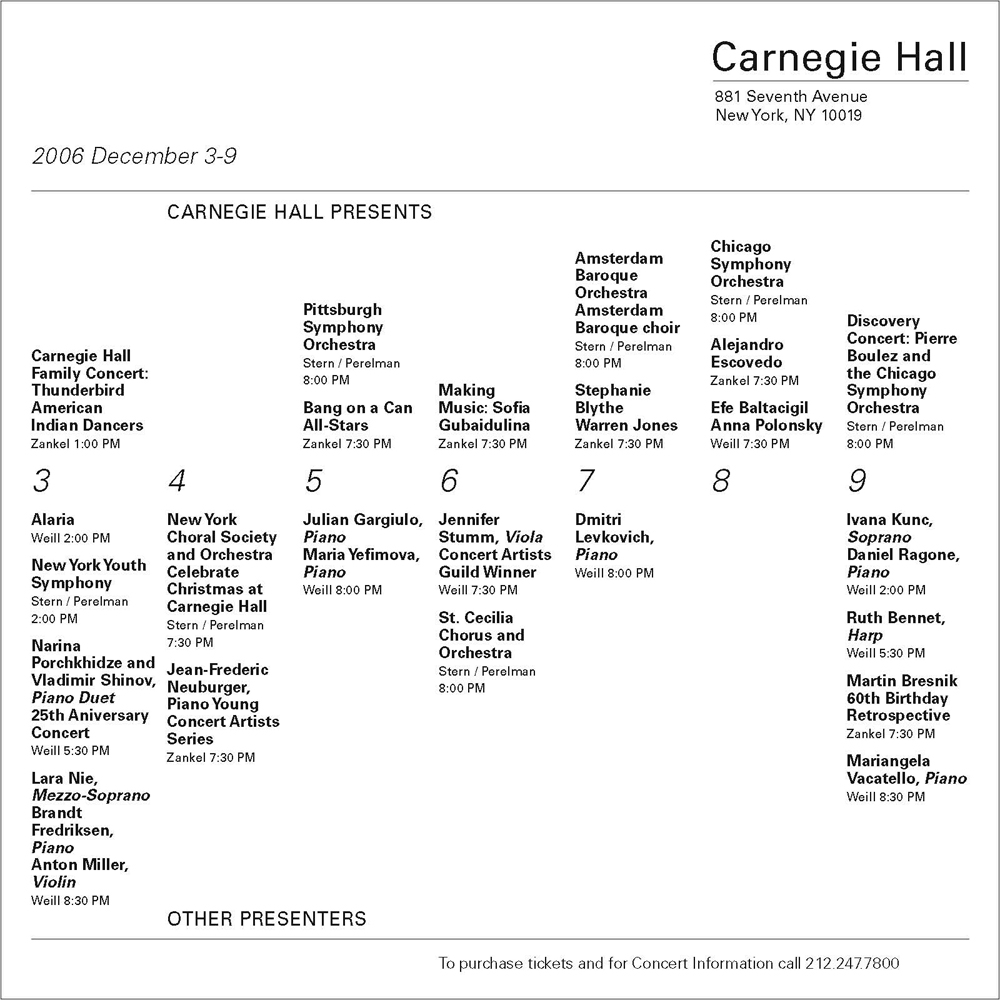 Carnegie Hall
881 Seventh Avenue
New York, NY 10019
2006 December 3-9
CARNEGIE HALL PRESENTS
Carnegie Hall
Family Concert:
Thunderbird
American
Indian Dancers
Zankel 1:00 PM
Pittsburgh
Symphony
Orchestra
Stern / Perelman
8:00 PM
Bang on a Can
All-Stars
Zankel 7:30 PM
Making
Music: Sofia
Gubaidulina
Zankel 7:30 PM
Amsterdam
Baroque
Orchestra
Amsterdam
Baroque choir
Stern / Perelman
8:00 PM
Stephanie
Blythe
Warren Jones
Zankel 7:30 PM
Chicago
Symphony
Orchestra
Stern / Perelman
8:00 PM
Alejandro
Escovedo
Zankel 7:30 PM
Efe Baltacigil
Anna Polonsky
Weill 7:30 PM
Discovery
Concert: Pierre
Boulez and
the Chicago
Symphony
Orchestra
Stern / Perelman
8:00 PM
3 4 5 6 7 8 9
Alaria
Weill 2:00 PM
New York Youth
Symphony
Stern / Perelman
2:00 PM
Narina
Porchkhidze and
Vladimir Shinov,
Piano Duet
25th Aniversary
Concert
Weill 5:30 PM
Lara Nie,
Mezzo-Soprano
Brandt
Fredriksen,
Piano
Anton Miller,
Violin
Weill 8:30 PM
New York
Choral Society
and Orchestra
Celebrate
Christmas at
Carnegie Hall
Stern / Perelman
7:30 PM
Jean-Frederic
Neuburger,
Piano Young
Concert Artists
Series
Zankel 7:30 PM
Julian Gargiulo,
Piano
Maria Yefimova,
Piano
Weill 8:00 PM
Jennifer
Stumm, Viola
Concert Artists
Guild Winner
Weill 7:30 PM
St. Cecilia
Chorus and
Orchestra
Stern / Perelman
8:00 PM
Dmitri
Levkovich,
Piano
Weill 8:00 PM
Ivana Kunc,
Soprano
Daniel Ragone,
Piano
Weill 2:00 PM
Ruth Bennet,
Harp
Weill 5:30 PM
Martin Bresnik
60th Birthday
Retrospective
Zankel 7:30 PM
Mariangela
Vacatello, Piano
Weill 8:30 PM
OTHER PRESENTERS
To purchase tickets and for Concert Information call 212.247.7800